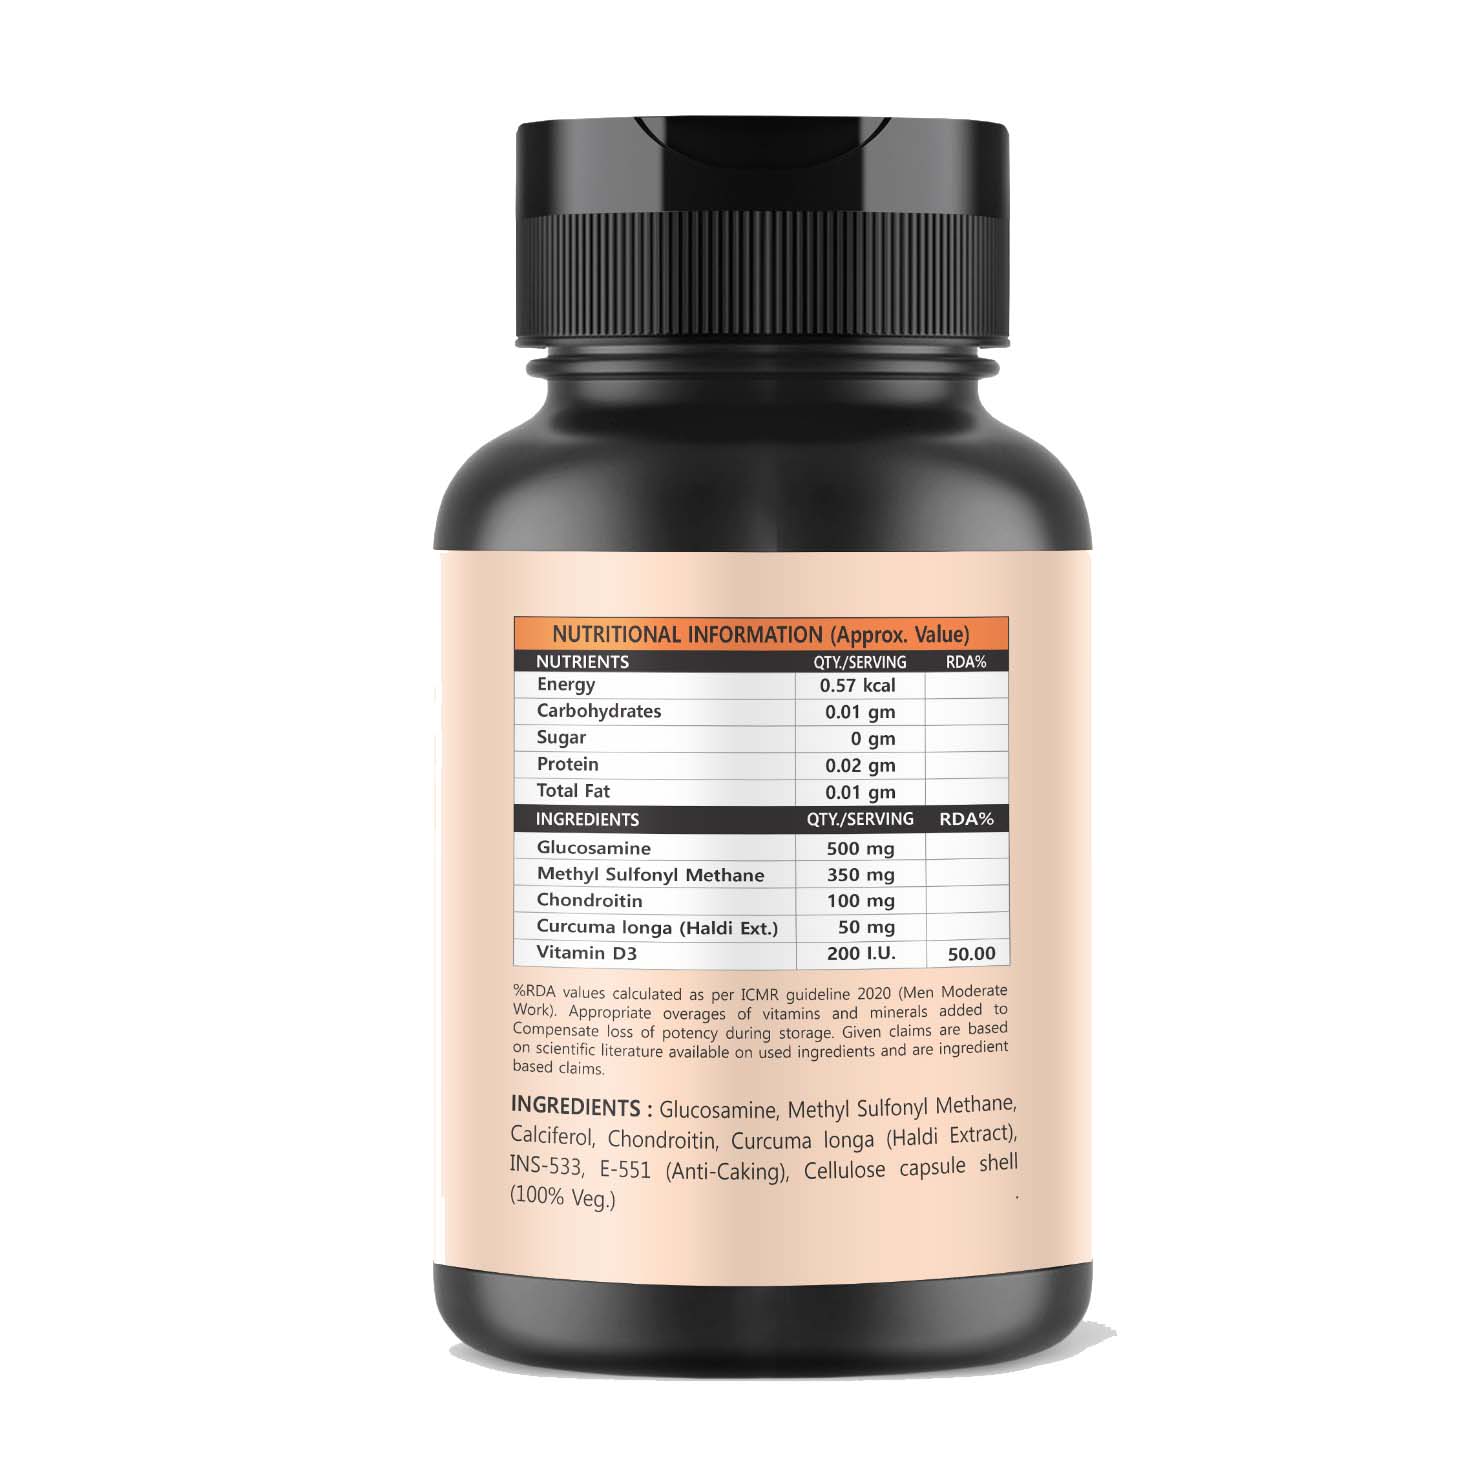 NUTRITIONAL INFORMATION (Approx. Value)
NUTRIENTS QTY./SERVING RDA%
Energy 0.57 kcal
Carbohydrates 0.01 gm
Sugar 0 gm
Protein 0.02 gm
Total Fat 0.01 gm
INGREDIENTS QTY./SERVING RDA%
Glucosamine 500 mg
Methyl Sulfonyl Methane 350 mg
Chondroitin 100 mg
Curcuma longa (Haldi Ext.) 50 mg
Vitamin D3 200 I.U. 50.00
%RDA values calculated as per ICMR guideline 2020 (Men Moderate
Work). Appropriate overages of vitamins and minerals added to
Compensate loss of potency during storage. Given claims are based
on scientific literature available on used ingredients and are ingredient
based claims.
INGREDIENTS : Glucosamine, Methyl Sulfonyl Methane,
Calciferol, Chondroitin, Curcuma longa (Haldi Extract),
INS-533, E-551 (Anti-Caking), Cellulose capsule shell
(100% Veg.) .